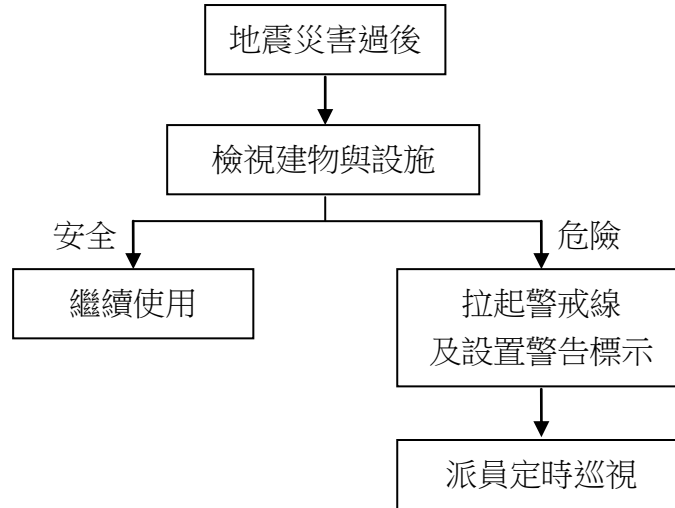 地震災害過後
檢視建物與設施
安全
危險
繼續使用
拉起警戒線
及設置警告標示
派員定時巡視